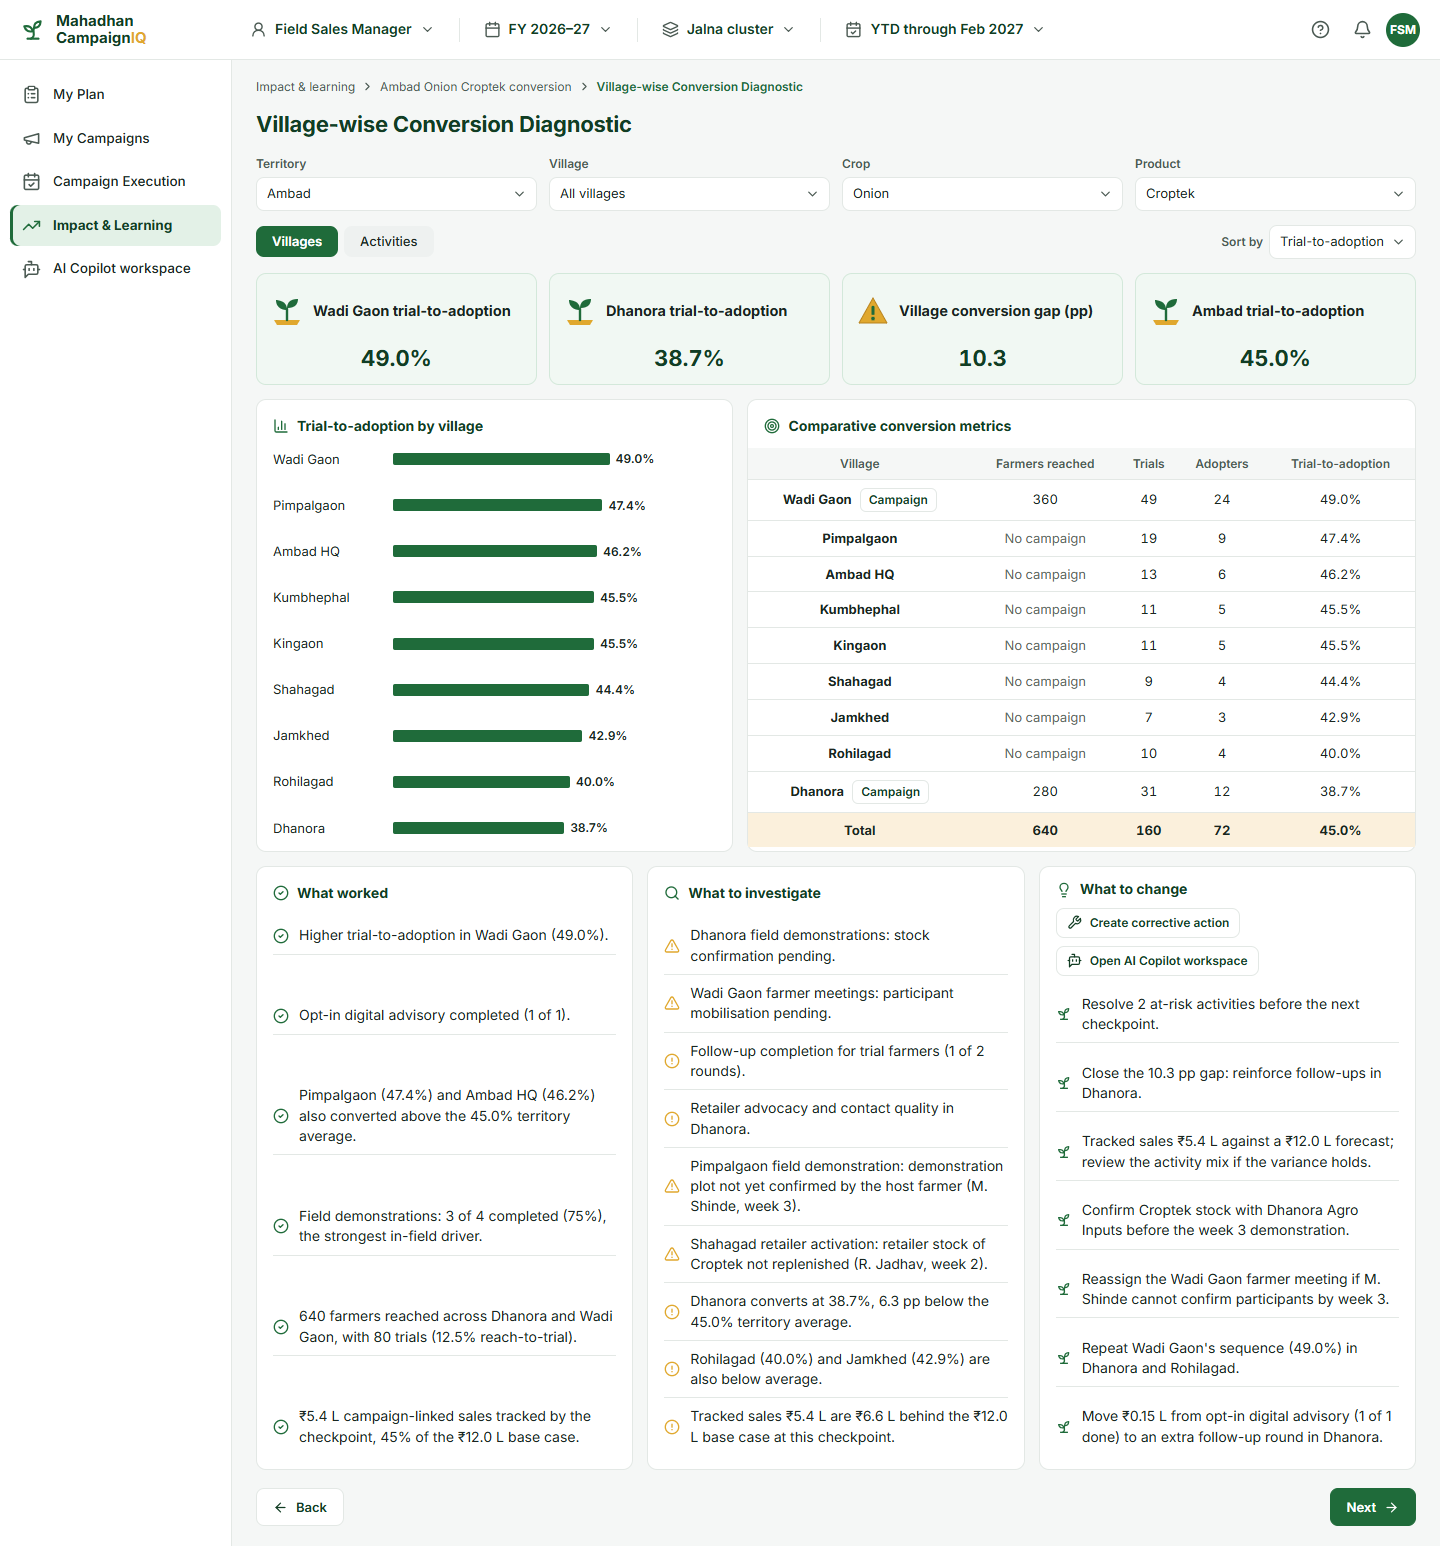 Mahadhan
CampaignIQ
Field Sales Manager
FY 2026–27
Jalna cluster
YTD through Feb 2027
FSM
My Plan
My Campaigns
Campaign Execution
Impact & Learning
AI Copilot workspace
Impact & learning > Ambad Onion Croptek conversion > Village-wise Conversion Diagnostic
Village-wise Conversion Diagnostic
Territory
Village
Crop
Product
Ambad
All villages
Onion
Croptek
Villages
Activities
Sort by
Trial-to-adoption
Wadi Gaon trial-to-adoption
49.0%
Dhanora trial-to-adoption
38.7%
Village conversion gap (pp)
10.3
Ambad trial-to-adoption
45.0%
Trial-to-adoption by village
Wadi Gaon 49.0%
Pimpalgaon 47.4%
Ambad HQ 46.2%
Kumbhephal 45.5%
Kingaon 45.5%
Shahagad 44.4%
Jamkhed 42.9%
Rohilagad 40.0%
Dhanora 38.7%
Comparative conversion metrics
Village Farmers reached Trials Adopters Trial-to-adoption
Wadi Gaon Campaign 360 49 24 49.0%
Pimpalgaon No campaign 19 9 47.4%
Ambad HQ No campaign 13 6 46.2%
Kumbhephal No campaign 11 5 45.5%
Kingaon No campaign 11 5 45.5%
Shahagad No campaign 9 4 44.4%
Jamkhed No campaign 7 3 42.9%
Rohilagad No campaign 10 4 40.0%
Dhanora Campaign 280 31 12 38.7%
Total 640 160 72 45.0%
What worked
Higher trial-to-adoption in Wadi Gaon (49.0%).
Opt-in digital advisory completed (1 of 1).
Pimpalgaon (47.4%) and Ambad HQ (46.2%)
also converted above the 45.0% territory
average.
Field demonstrations: 3 of 4 completed (75%),
the strongest in-field driver.
640 farmers reached across Dhanora and Wadi
Gaon, with 80 trials (12.5% reach-to-trial).
₹5.4 L campaign-linked sales tracked by the
checkpoint, 45% of the ₹12.0 L base case.
What to investigate
Dhanora field demonstrations: stock
confirmation pending.
Wadi Gaon farmer meetings: participant
mobilisation pending.
Follow-up completion for trial farmers (1 of 2
rounds).
Retailer advocacy and contact quality in
Dhanora.
Pimpalgaon field demonstration: demonstration
plot not yet confirmed by the host farmer (M.
Shinde, week 3).
Shahagad retailer activation: retailer stock of
Croptek not replenished (R. Jadhav, week 2).
Dhanora converts at 38.7%, 6.3 pp below the
45.0% territory average.
Rohilagad (40.0%) and Jamkhed (42.9%) are
also below average.
Tracked sales ₹5.4 L are ₹6.6 L behind the ₹12.0
L base case at this checkpoint.
What to change
Create corrective action
Open AI Copilot workspace
Resolve 2 at-risk activities before the next
checkpoint.
Close the 10.3 pp gap: reinforce follow-ups in
Dhanora.
Tracked sales ₹5.4 L against a ₹12.0 L forecast;
review the activity mix if the variance holds.
Confirm Croptek stock with Dhanora Agro
Inputs before the week 3 demonstration.
Reassign the Wadi Gaon farmer meeting if M.
Shinde cannot confirm participants by week 3.
Repeat Wadi Gaon's sequence (49.0%) in
Dhanora and Rohilagad.
Move ₹0.15 L from opt-in digital advisory (1 of 1
done) to an extra follow-up round in Dhanora.
Back
Next